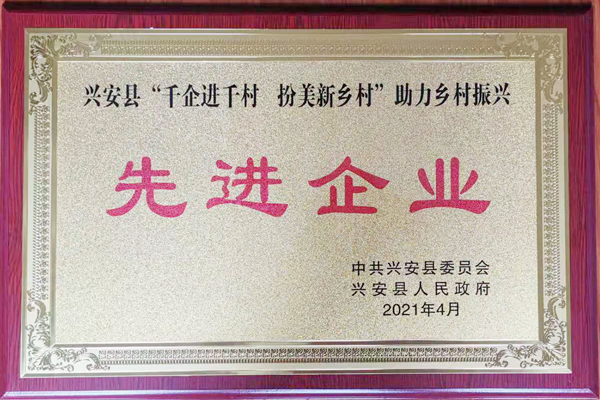 兴安县“千企进千村 扮美新乡村”助力乡村振兴
先进企业
中共兴安县委员会
兴安县人民政府
2021年4月